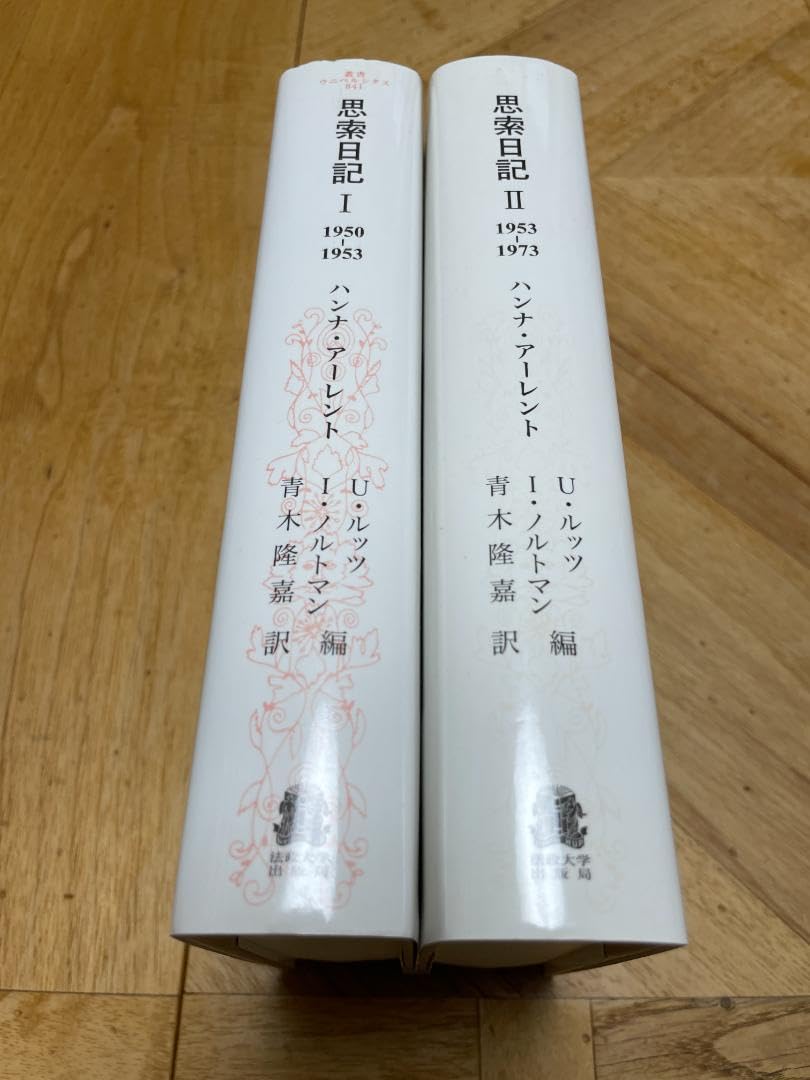 叢書
ウニベルシタス
841
思索日記 Ⅰ
1950
-
1953
ハンナ・アーレント
U・ルッツ
I・ノルトマン 編
青木隆嘉 訳
法政大学
出版局
思索日記 Ⅱ
1953
-
1973
ハンナ・アーレント
U・ルッツ
I・ノルトマン 編
青木隆嘉 訳
法政大学
出版局